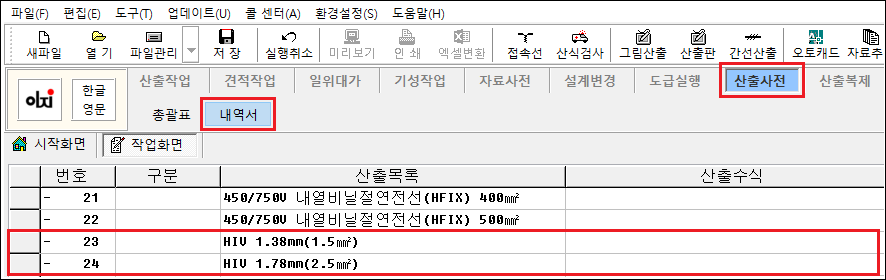 파일(F) 편집(E) 도구(T) 업데이트(U) 콜 센터(A) 환경설정(S) 도움말(H)
새파일 열 기 파일관리 저 장 실행취소 미리보기 인 쇄 엑셀변환 접속선 산식검사 그림산출 산출판 간선산출 오토캐드 자료추
산출작업 견적작업 일위대가 기성작업 자료사전 설계변경 도급실행 산출사전 산출복제
한글
영문
총괄표 내역서
시작화면 작업화면
번호 구분 산출목록 산출수식
- 21 450/750V 내열비닐절연전선(HFIX) 400㎟
- 22 450/750V 내열비닐절연전선(HFIX) 500㎟
- 23 HIV 1.38mm(1.5㎟)
- 24 HIV 1.78mm(2.5㎟)